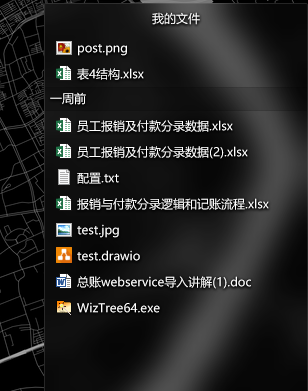 我的文件
post.png
表4结构.xlsx
一周前
员工报销及付款分录数据.xlsx
员工报销及付款分录数据(2).xlsx
配置.txt
报销与付款分录逻辑和记账流程.xlsx
test.jpg
test.drawio
总账webservice导入讲解(1).doc
WizTree64.exe